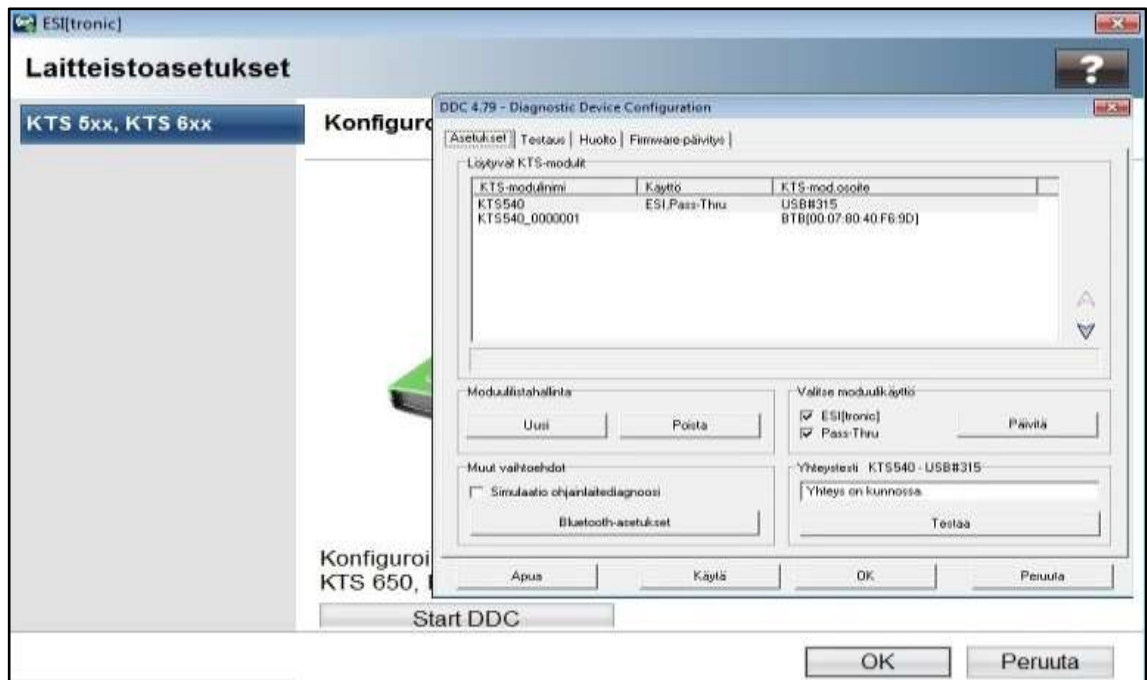 ESI[tronic]
Laitteistoasetukset
?
KTS 5xx, KTS 6xx
Konfiguro
DDC 4.79 - Diagnostic Device Configuration
Asetukset Testaus Huolto Firmware-päivitys
Löytyvät KTS-modulit
KTS-modulinimi Käyttö KTS-mod.osoite
KTS540 ESI,Pass-Thru USB#315
KTS540_0000001 BTB[00:07:80:40:F6:9D]
Moduulilistahallinta
Uusi Poista
Valitse moduulikäyttö
ESI[tronic]
Pass-Thru
Päivitä
Muut vaihtoehdot
Simulaatio ohjainlaitediagnoosi
Bluetooth-asetukset
Yhteystesti KTS540 - USB#315
Yhteys on kunnossa.
Testaa
Apua Käytä OK Peruuta
Konfiguroi
KTS 650,
Start DDC
OK Peruuta